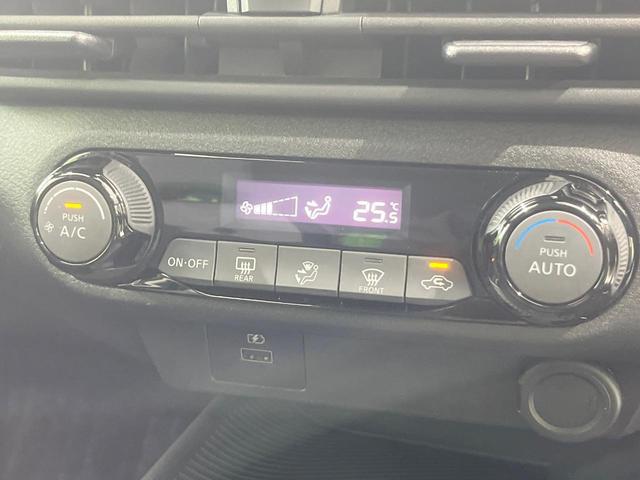 25.5 °C
PUSH
A/C
ON·OFF
REAR
FRONT
PUSH
AUTO